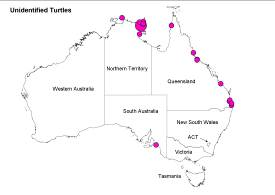 Unidentified Turtles
Northern Territory
Queensland
Western Australia
South Australia
New South Wales
ACT
Victoria
Tasmania